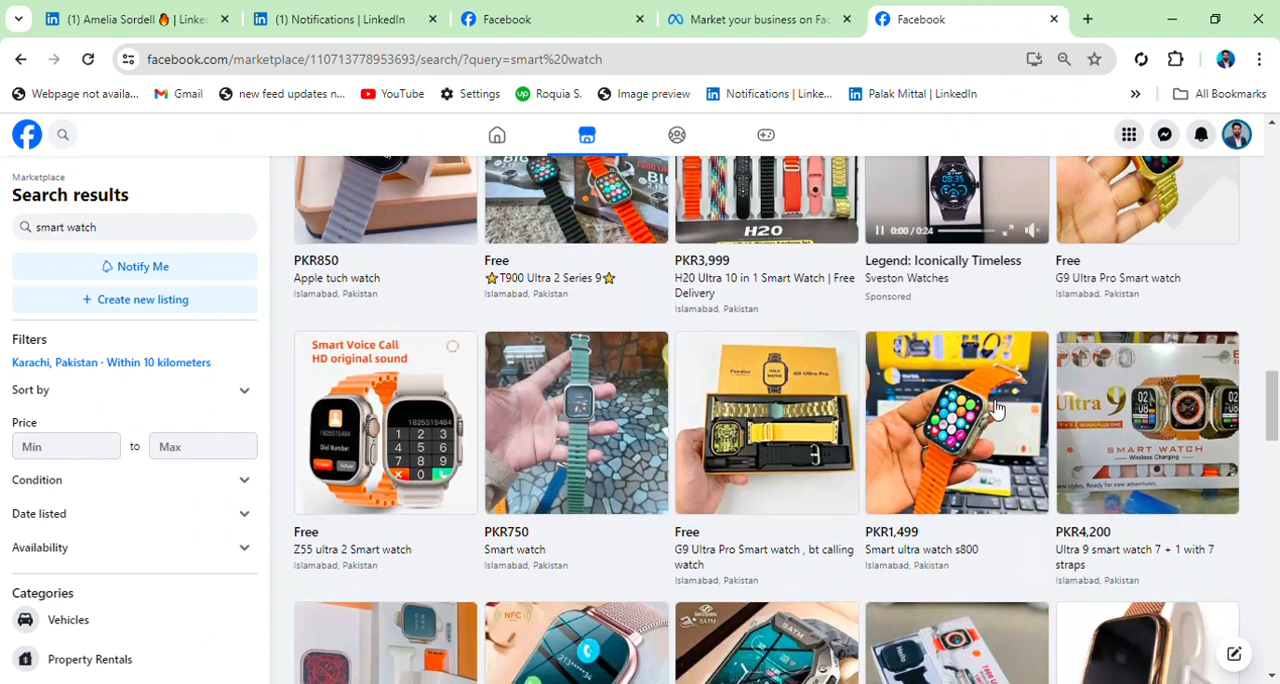 (1) Amelia Sordell 🔥 | Linke
(1) Notifications | LinkedIn
Facebook
Market your business on Fac
Facebook
facebook.com/marketplace/110713778953693/search/?query=smart%20watch
Webpage not availa...
Gmail
new feed updates n...
YouTube
Settings
Roquia S.
Image preview
Notifications | Linke...
Palak Mittal | LinkedIn
All Bookmarks
Marketplace
Search results
smart watch
Notify Me
+ Create new listing
Filters
Karachi, Pakistan · Within 10 kilometers
Sort by
Price
Min
to
Max
Condition
Date listed
Availability
Categories
Vehicles
Property Rentals
H20
0:00 / 0:24
PKR850
Apple tuch watch
Islamabad, Pakistan
Free
⭐T900 Ultra 2 Series 9⭐
Islamabad, Pakistan
PKR3,999
H20 Ultra 10 in 1 Smart Watch | Free
Delivery
Islamabad, Pakistan
Legend: Iconically Timeless
Sveston Watches
Sponsored
Free
G9 Ultra Pro Smart watch
Islamabad, Pakistan
Smart Voice Call
HD original sound
Ultra 9
SMART WATCH
Wireless Charging
Free
Z55 ultra 2 Smart watch
Islamabad, Pakistan
PKR750
Smart watch
Islamabad, Pakistan
Free
G9 Ultra Pro Smart watch , bt calling
watch
Islamabad, Pakistan
PKR1,499
Smart ultra watch s800
Islamabad, Pakistan
PKR4,200
Ultra 9 smart watch 7 + 1 with 7
straps
Islamabad, Pakistan
NFC